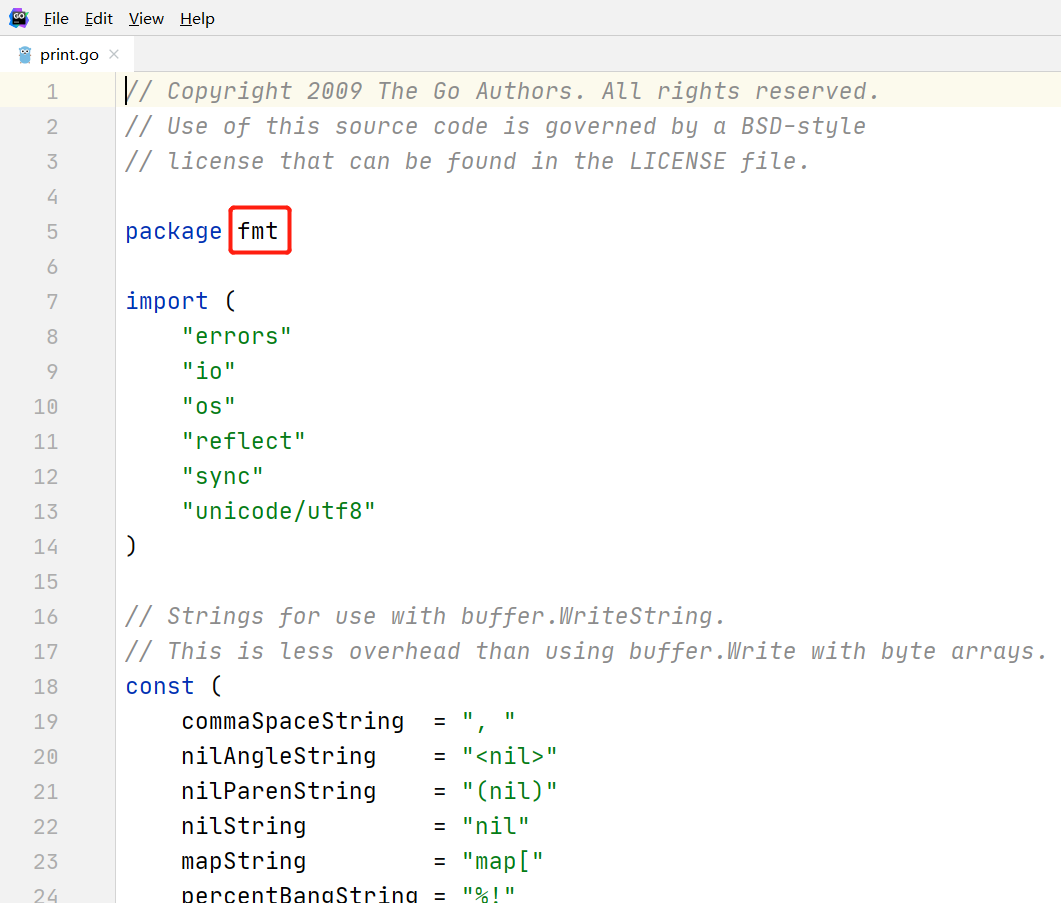 File Edit View Help
print.go
1 // Copyright 2009 The Go Authors. All rights reserved.
2 // Use of this source code is governed by a BSD-style
3 // license that can be found in the LICENSE file.
4
5 package fmt
6
7 import (
8 "errors"
9 "io"
10 "os"
11 "reflect"
12 "sync"
13 "unicode/utf8"
14 )
15
16 // Strings for use with buffer.WriteString.
17 // This is less overhead than using buffer.Write with byte arrays.
18 const (
19 commaSpaceString = ", "
20 nilAngleString = "<nil>"
21 nilParenString = "(nil)"
22 nilString = "nil"
23 mapString = "map["
24 percentBangString = "%!"